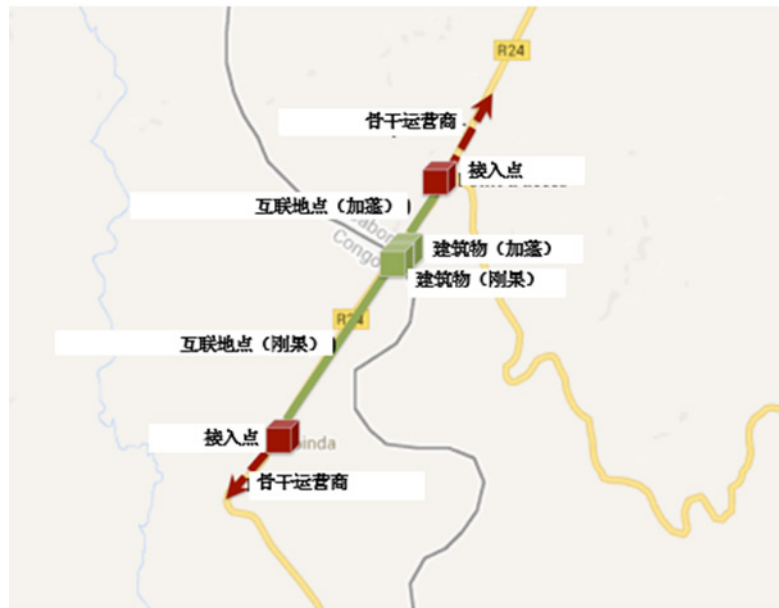 R24
骨干运营商
接入点
互联地点（加蓬）
Congo
建筑物（加蓬）
建筑物（刚果）
R24
互联地点（刚果）
接入点
骨干运营商